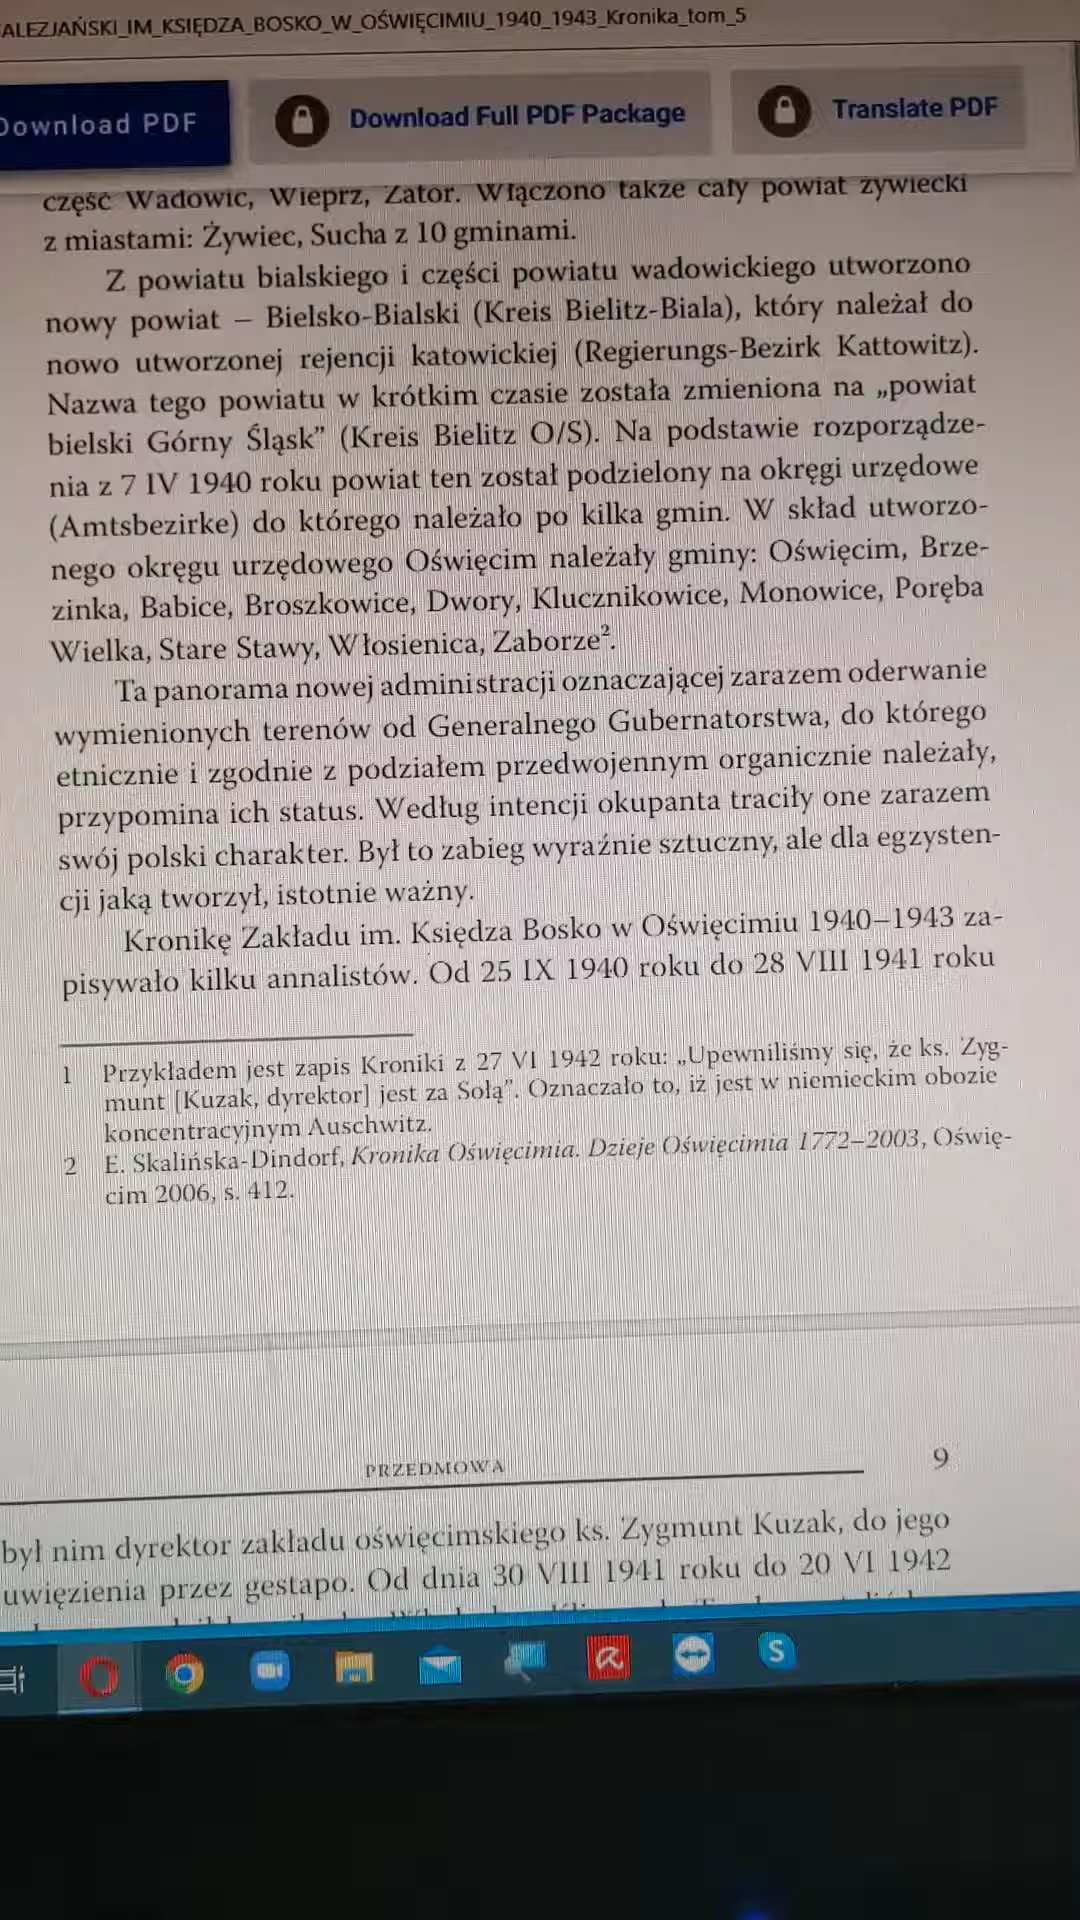 ALEZJAŃSKI_IM_KSIĘDZA_BOSKO_W_OŚWIĘCIMIU_1940_1943_Kronika_tom_5
Download PDF
Download Full PDF Package
Translate PDF
część Wadowic, Wieprz, Zator. Włączono także cały powiat żywiecki
z miastami: Żywiec, Sucha z 10 gminami.
Z powiatu bialskiego i części powiatu wadowickiego utworzono
nowy powiat – Bielsko-Bialski (Kreis Bielitz-Biala), który należał do
nowo utworzonej rejencji katowickiej (Regierungs-Bezirk Kattowitz).
Nazwa tego powiatu w krótkim czasie została zmieniona na „powiat
bielski Górny Śląsk” (Kreis Bielitz O/S). Na podstawie rozporządze-
nia z 7 IV 1940 roku powiat ten został podzielony na okręgi urzędowe
(Amtsbezirke) do którego należało po kilka gmin. W skład utworzo-
nego okręgu urzędowego Oświęcim należały gminy: Oświęcim, Brze-
zinka, Babice, Broszkowice, Dwory, Klucznikowice, Monowice, Poręba
Wielka, Stare Stawy, Włosienica, Zaborze².
Ta panorama nowej administracji oznaczającej zarazem oderwanie
wymienionych terenów od Generalnego Gubernatorstwa, do którego
etnicznie i zgodnie z podziałem przedwojennym organicznie należały,
przypomina ich status. Według intencji okupanta traciły one zarazem
swój polski charakter. Był to zabieg wyraźnie sztuczny, ale dla egzysten-
cji jaką tworzył, istotnie ważny.
Kronikę Zakładu im. Księdza Bosko w Oświęcimiu 1940–1943 za-
pisywało kilku annalistów. Od 25 IX 1940 roku do 28 VIII 1941 roku
1 Przykładem jest zapis Kroniki z 27 VI 1942 roku: „Upewniliśmy się, że ks. Zyg-
munt [Kuzak, dyrektor] jest za Sołą”. Oznaczało to, iż jest w niemieckim obozie
koncentracyjnym Auschwitz.
2 E. Skalińska-Dindorf, Kronika Oświęcimia. Dzieje Oświęcimia 1772–2003, Oświę-
cim 2006, s. 412.
PRZEDMOWA 9
był nim dyrektor zakładu oświęcimskiego ks. Zygmunt Kuzak, do jego
uwięzienia przez gestapo. Od dnia 30 VIII 1941 roku do 20 VI 1942